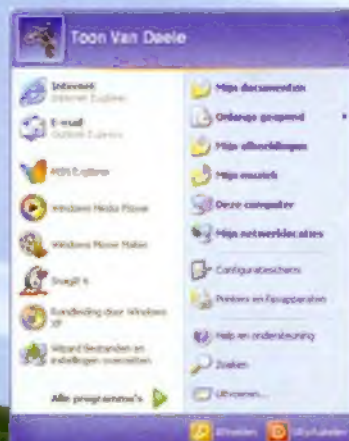 Toon Van Daele
Internet
Internet Explorer
E-mail
Outlook Express
MSN Explorer
Windows Media Player
Windows Movie Maker
SnagIt 6
Rondleiding door Windows
XP
Wizard Bestanden en
instellingen overzetten
Alle programma's
Mijn documenten
Onlangs geopend
Mijn afbeeldingen
Mijn muziek
Deze computer
Mijn netwerklocaties
Configuratiescherm
Printers en faxapparaten
Help en ondersteuning
Zoeken
Uitvoeren...
Afmelden
Uitschakelen